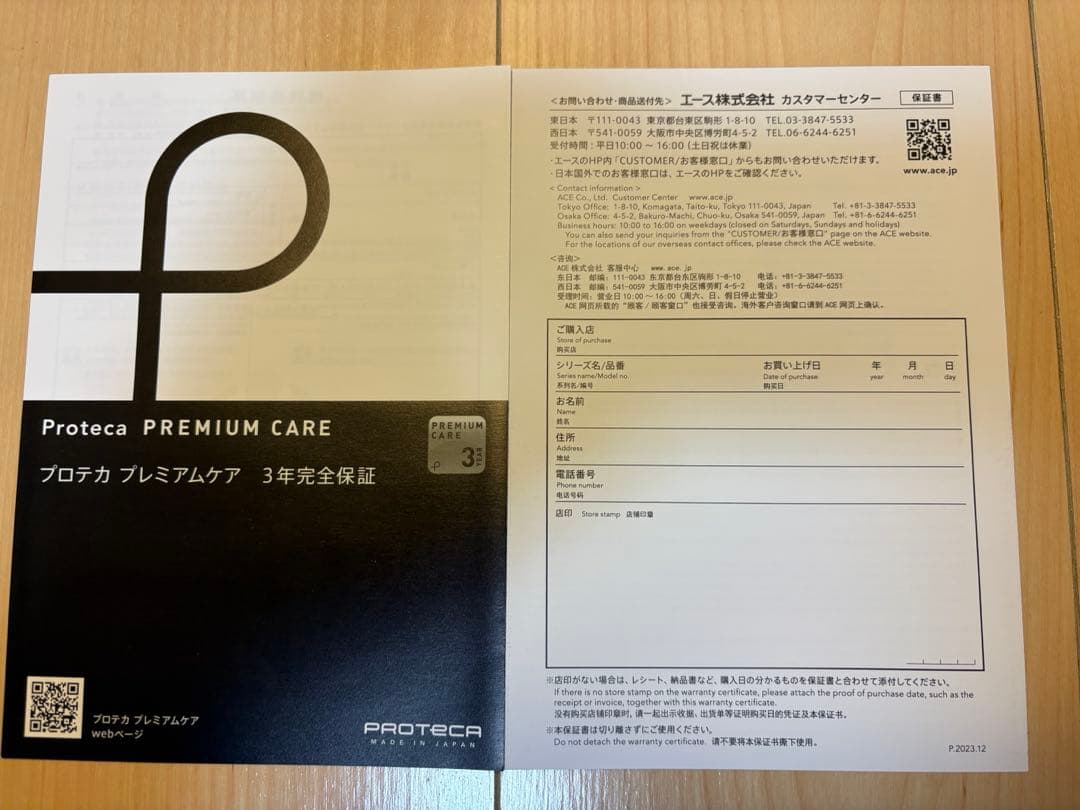 Proteca PREMIUM CARE
プロテカ プレミアムケア 3年完全保証
PREMIUM
CARE
3 YEAR
プロテカ プレミアムケア
webページ
PROTECA
MADE IN JAPAN
＜お問い合わせ・商品送付先＞ エース株式会社 カスタマーセンター
保証書
東日本 〒111-0043 東京都台東区駒形 1-8-10 TEL.03-3847-5533
西日本 〒541-0059 大阪市中央区博労町4-5-2 TEL.06-6244-6251
受付時間：平日10:00 ～ 16:00（土日祝は休業）
・エースのHP内「CUSTOMER/お客様窓口」からもお問い合わせいただけます。
・日本国外でのお客様窓口は、エースのHPをご確認ください。
www.ace.jp
< Contact information >
ACE Co., Ltd. Customer Center www.ace.jp
Tokyo Office: 1-8-10, Komagata, Taito-ku, Tokyo 111-0043, Japan Tel. +81-3-3847-5533
Osaka Office: 4-5-2, Bakuro-Machi, Chuo-ku, Osaka 541-0059, Japan Tel. +81-6-6244-6251
Business hours: 10:00 to 16:00 on weekdays (closed on Saturdays, Sundays and holidays)
You can also send your inquiries from the "CUSTOMER/お客様窓口" page on the ACE website.
For the locations of our overseas contact offices, please check the ACE website.
＜咨询＞
ACE 株式会社 客服中心 www.ace.jp
东日本 邮编：111-0043 东京都台东区駒形 1-8-10 电话：+81-3-3847-5533
西日本 邮编：541-0059 大阪市中央区博劳町 4-5-2 电话：+81-6-6244-6251
受理时间：营业日 10:00 ～ 16:00（周六、日、假日停止营业）
ACE 网页所载的“顾客 / 顾客窗口”也接受咨询。海外客户咨询窗口请到 ACE 网页上确认。
ご購入店
Store of purchase
购买店
シリーズ名/品番
Series name/Model no.
系列名/编号
お買い上げ日 年 月 日
Date of purchase year month day
购买日
お名前
Name
姓名
住所
Address
地址
電話番号
Phone number
电话号码
店印 Store stamp 店铺印章
※店印がない場合は、レシート、納品書など、購入日の分かるものを保証書と合わせて添付してください。
If there is no store stamp on the warranty certificate, please attach the proof of purchase date, such as the
receipt or invoice, together with this warranty certificate.
没有购买店铺印章时, 请一起出示收据、出货单等证明购买日的凭证及本保证书。
※本保証書は切り離さずにご使用ください。
Do not detach the warranty certificate. 请不要将本保证书撕下使用。
P.2023.12